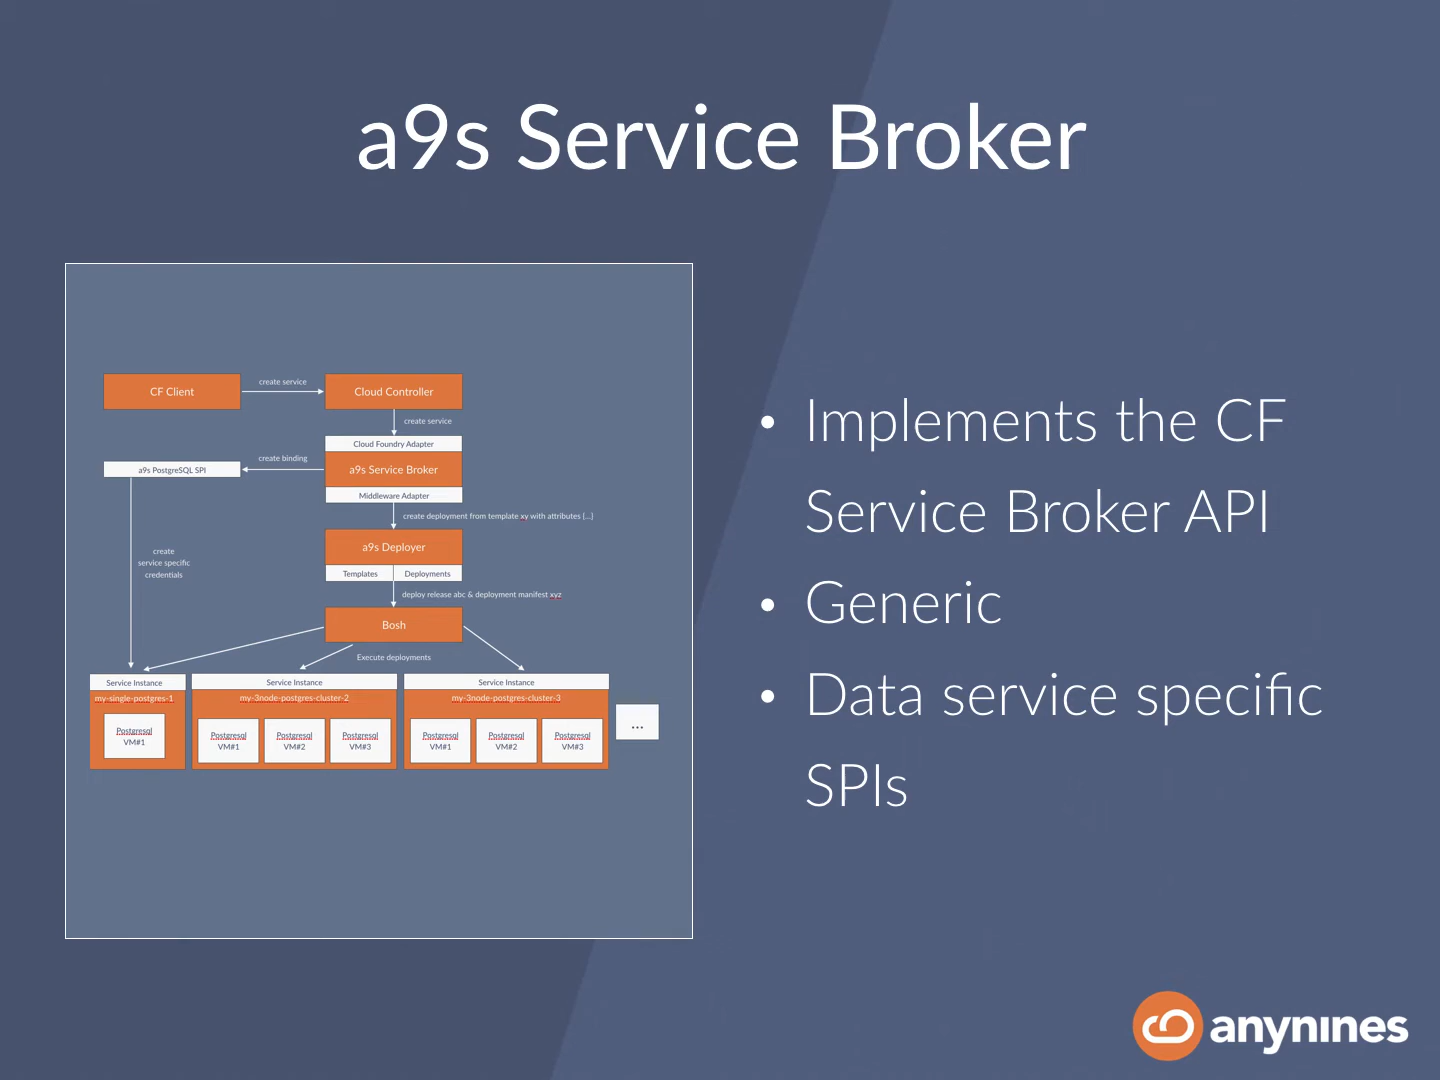 a9s Service Broker
CF Client
create service
Cloud Controller
create service
Cloud Foundry Adapter
a9s PostgreSQL SPI
create binding
a9s Service Broker
Middleware Adapter
create deployment from template xy with attributes [...]
a9s Deployer
Templates
Deployments
create
service specific
credentials
deploy release abc & deployment manifest xyz
Bosh
Execute deployments
Service Instance
my-single-postgres-1
Postgresql
VM#1
Service Instance
my-3node-postgres-cluster-2
Postgresql
VM#1
Postgresql
VM#2
Postgresql
VM#3
Service Instance
my-3node-postgres-cluster-3
Postgresql
VM#1
Postgresql
VM#2
Postgresql
VM#3
...
• Implements the CF
Service Broker API
• Generic
• Data service specific
SPIs
anynines